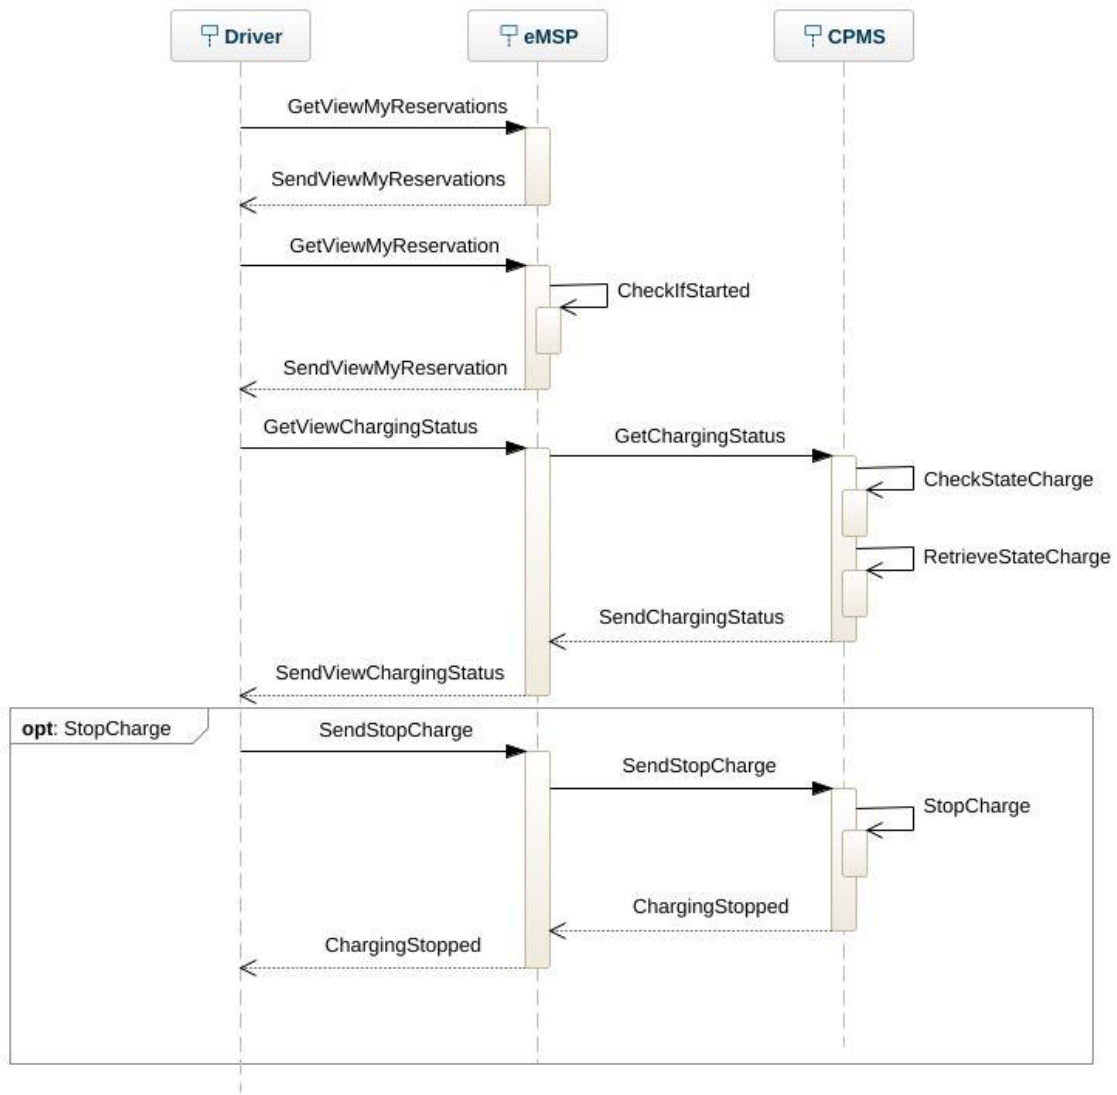 Driver
eMSP
CPMS
GetViewMyReservations
SendViewMyReservations
GetViewMyReservation
CheckIfStarted
SendViewMyReservation
GetViewChargingStatus
GetChargingStatus
CheckStateCharge
RetrieveStateCharge
SendChargingStatus
SendViewChargingStatus
opt: StopCharge
SendStopCharge
SendStopCharge
StopCharge
ChargingStopped
ChargingStopped